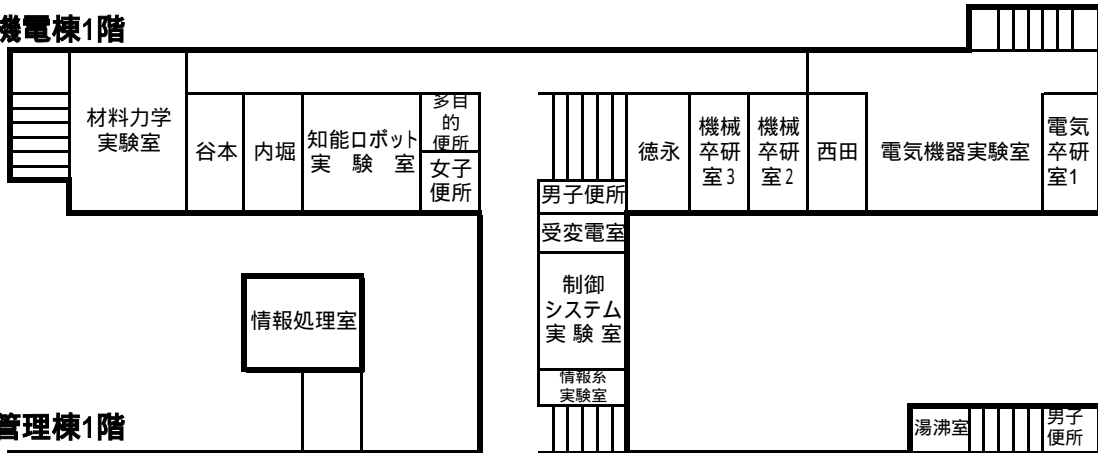 機電棟1階
材料力学
実験室
谷本
内堀
知能ロボット
実験室
多目
的
便所
女子
便所
徳永
機械
卒研
室3
機械
卒研
室2
西田
電気機器実験室
電気
卒研
室1
男子便所
受変電室
制御
システム
実験室
情報系
実験室
情報処理室
管理棟1階
湯沸室
男子
便所